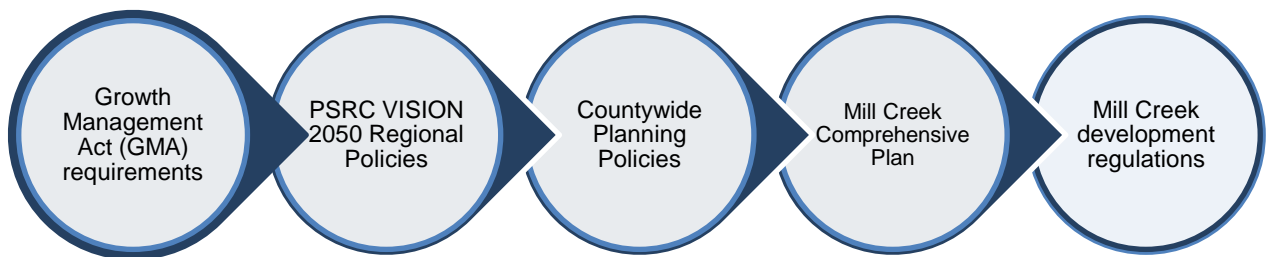 Growth
Management
Act (GMA)
requirements
PSRC VISION
2050 Regional
Policies
Countywide
Planning
Policies
Mill Creek
Comprehensive
Plan
Mill Creek
development
regulations